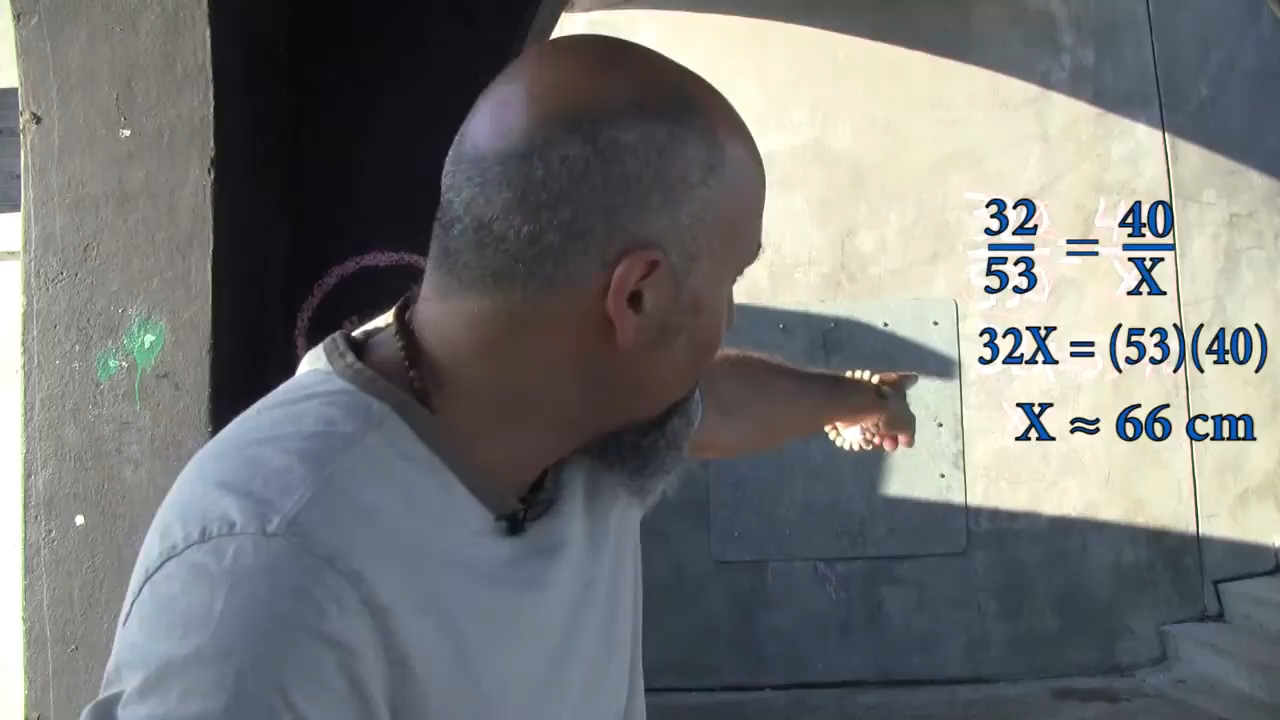 32/53 = 40/X
32X = (53)(40)
X ≈ 66 cm